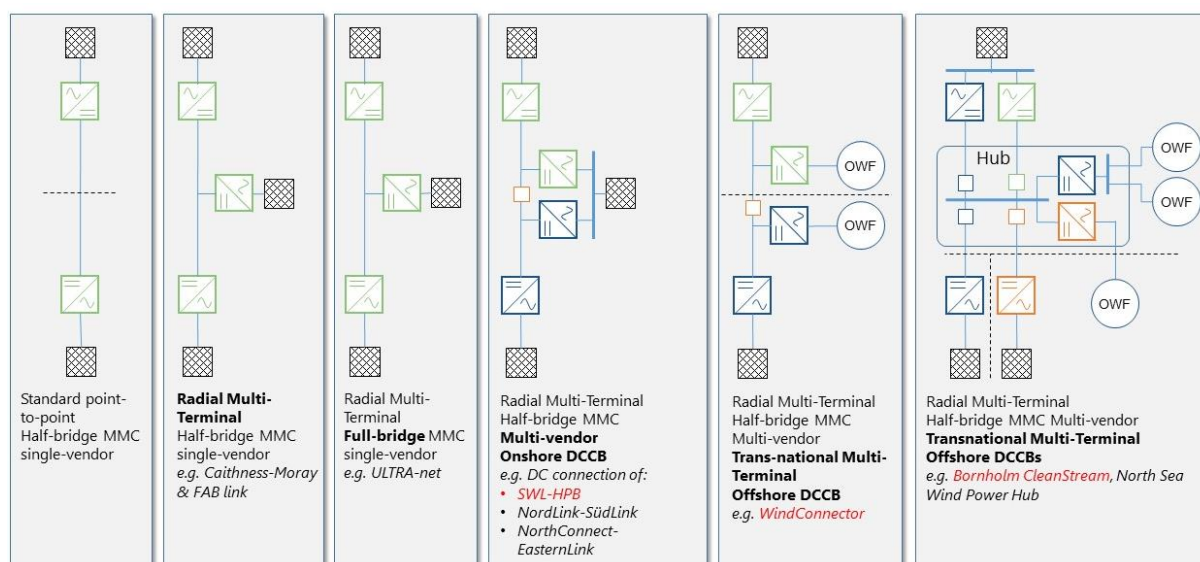 Standard point-
to-point
Half-bridge MMC
single-vendor
Radial Multi-
Terminal
Half-bridge MMC
single-vendor
e.g. Caithness-Moray
& FAB link
Radial Multi-
Terminal
Full-bridge MMC
single-vendor
e.g. ULTRA-net
Radial Multi-Terminal
Half-bridge MMC
Multi-vendor
Onshore DCCB
e.g. DC connection of:
• SWL-HPB
• NordLink-SüdLink
• NorthConnect-
EasternLink
OWF
OWF
Radial Multi-Terminal
Half-bridge MMC
Multi-vendor
Trans-national Multi-
Terminal
Offshore DCCB
e.g. WindConnector
Hub
OWF
OWF
OWF
Radial Multi-Terminal
Half-bridge MMC Multi-vendor
Transnational Multi-Terminal
Offshore DCCBs
e.g. Bornholm CleanStream, North Sea
Wind Power Hub